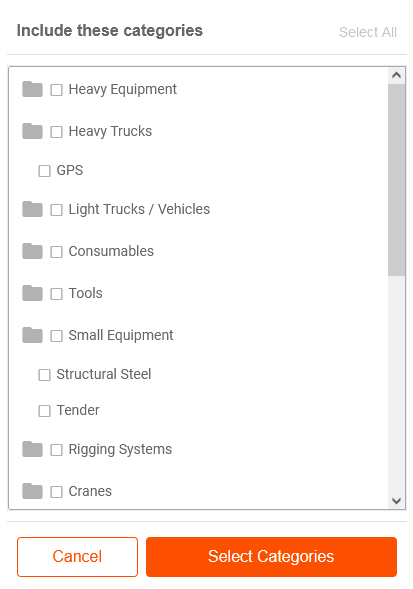 Include these categories
Select All
Heavy Equipment
Heavy Trucks
GPS
Light Trucks / Vehicles
Consumables
Tools
Small Equipment
Structural Steel
Tender
Rigging Systems
Cranes
Cancel
Select Categories